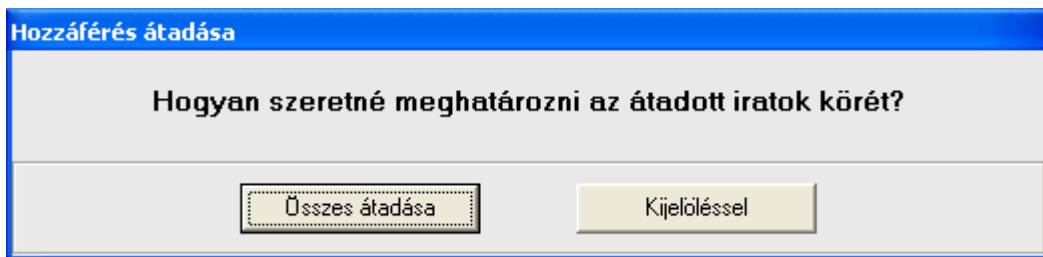 Hozzáférés átadása
Hogyan szeretné meghatározni az átadott iratok körét?
Összes átadása
Kijelöléssel